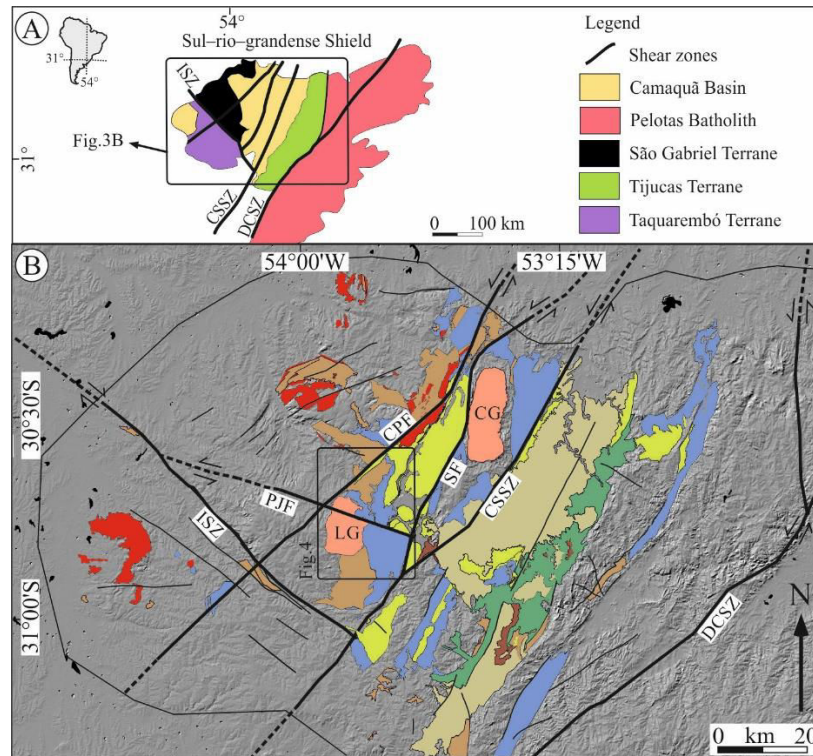 A
54°
Sul–rio–grandense Shield
31°
54°
ISZ
Fig.3B
31°
CSSZ
DCSZ
0 100 km
Legend
Shear zones
Camaquã Basin
Pelotas Batholith
São Gabriel Terrane
Tijucas Terrane
Taquarembó Terrane
B
54°00'W
53°15'W
30°30'S
31°00'S
CPF
CG
SF
CSSZ
PJF
ISZ
LG
Fig.4
DCSZ
N
0 km 20